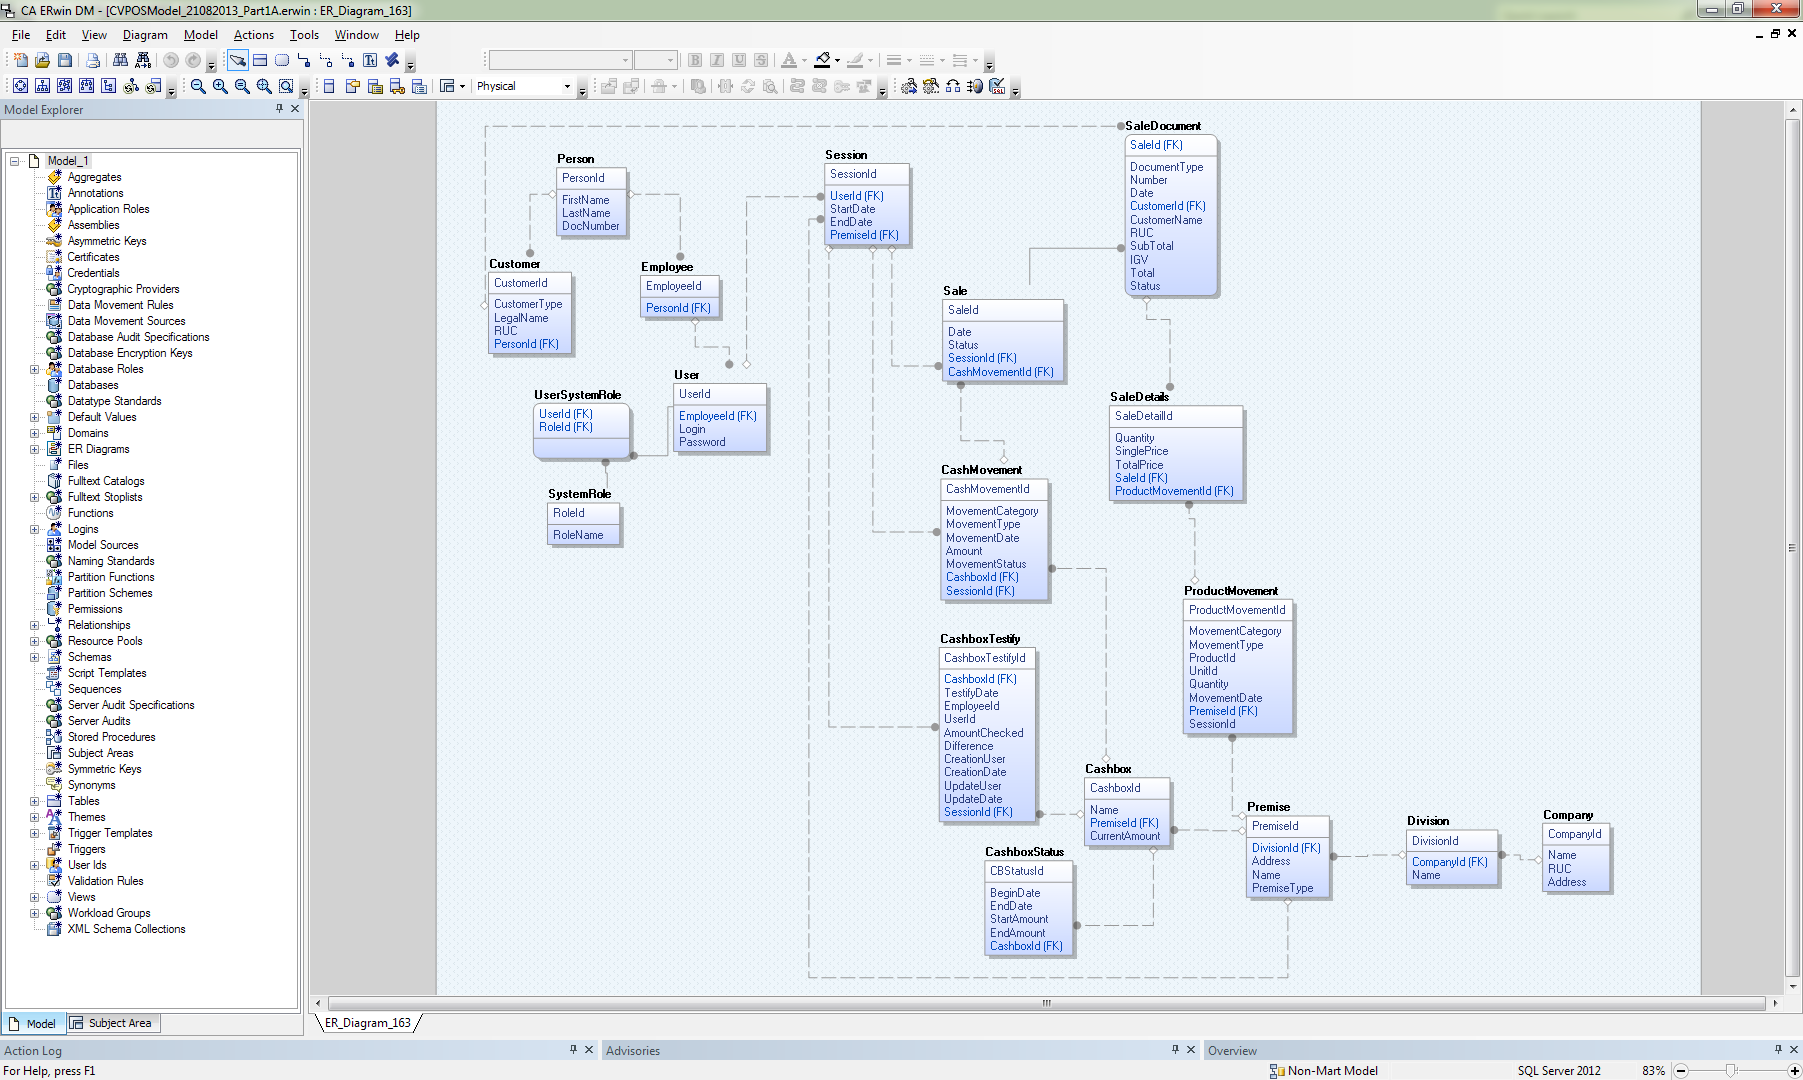 CA ERwin DM - [CVPOSModel_21082013_Part1A.erwin : ER_Diagram_163]
File Edit View Diagram Model Actions Tools Window Help
Physical
Model Explorer
Model_1
Aggregates
Annotations
Application Roles
Assemblies
Asymmetric Keys
Certificates
Credentials
Cryptographic Providers
Data Movement Rules
Data Movement Sources
Database Audit Specifications
Database Encryption Keys
Database Roles
Databases
Datatype Standards
Default Values
Domains
ER Diagrams
Files
Fulltext Catalogs
Fulltext Stoplists
Functions
Logins
Model Sources
Naming Standards
Partition Functions
Partition Schemes
Permissions
Relationships
Resource Pools
Schemas
Script Templates
Sequences
Server Audit Specifications
Server Audits
Stored Procedures
Subject Areas
Symmetric Keys
Synonyms
Tables
Themes
Trigger Templates
Triggers
User Ids
Validation Rules
Views
Workload Groups
XML Schema Collections
Model
Subject Area
Person
PersonId
FirstName
LastName
DocNumber
Customer
CustomerId
CustomerType
LegalName
RUC
PersonId (FK)
Employee
EmployeeId
PersonId (FK)
User
UserId
EmployeeId (FK)
Login
Password
UserSystemRole
UserId (FK)
RoleId (FK)
SystemRole
RoleId
RoleName
Session
SessionId
UserId (FK)
StartDate
EndDate
PremiseId (FK)
Sale
SaleId
Date
Status
SessionId (FK)
CashMovementId (FK)
SaleDocument
SaleId (FK)
DocumentType
Number
Date
CustomerId (FK)
CustomerName
RUC
SubTotal
IGV
Total
Status
SaleDetails
SaleDetailId
Quantity
SinglePrice
TotalPrice
SaleId (FK)
ProductMovementId (FK)
CashMovement
CashMovementId
MovementCategory
MovementType
MovementDate
Amount
MovementStatus
CashboxId (FK)
SessionId (FK)
ProductMovement
ProductMovementId
MovementCategory
MovementType
ProductId
UnitId
Quantity
MovementDate
PremiseId (FK)
SessionId
CashboxTestify
CashboxTestifyId
CashboxId (FK)
TestifyDate
EmployeeId
UserId
AmountChecked
Difference
CreationUser
CreationDate
UpdateUser
UpdateDate
SessionId (FK)
Cashbox
CashboxId
Name
PremiseId (FK)
CurrentAmount
CashboxStatus
CBStatusId
BeginDate
EndDate
StartAmount
EndAmount
CashboxId (FK)
Premise
PremiseId
DivisionId (FK)
Address
Name
PremiseType
Division
DivisionId
CompanyId (FK)
Name
Company
CompanyId
Name
RUC
Address
ER_Diagram_163
Action Log
Advisories
Overview
For Help, press F1
Non-Mart Model
SQL Server 2012
83%